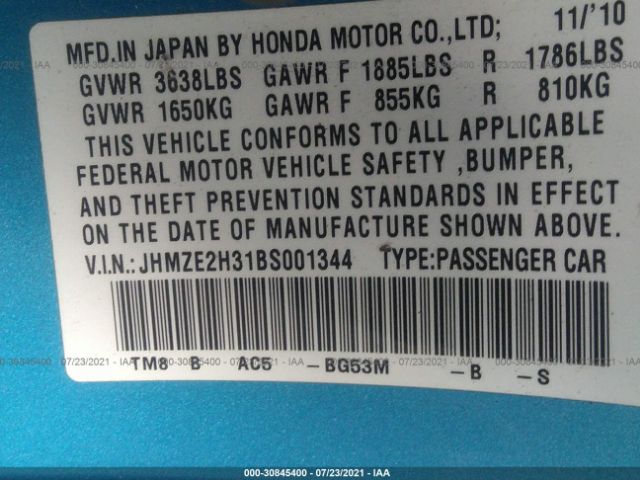 MFD.IN JAPAN BY HONDA MOTOR CO.,LTD; 11/'10
GVWR 3638LBS GAWR F 1885LBS R 1786LBS
GVWR 1650KG GAWR F 855KG R 810KG
THIS VEHICLE CONFORMS TO ALL APPLICABLE
FEDERAL MOTOR VEHICLE SAFETY ,BUMPER,
AND THEFT PREVENTION STANDARDS IN EFFECT
ON THE DATE OF MANUFACTURE SHOWN ABOVE.
V.I.N.:JHMZE2H31BS001344 TYPE:PASSENGER CAR
TM8 B AC5 -BG53M -B -S
000-30845400 - 07/23/2021 - IAA